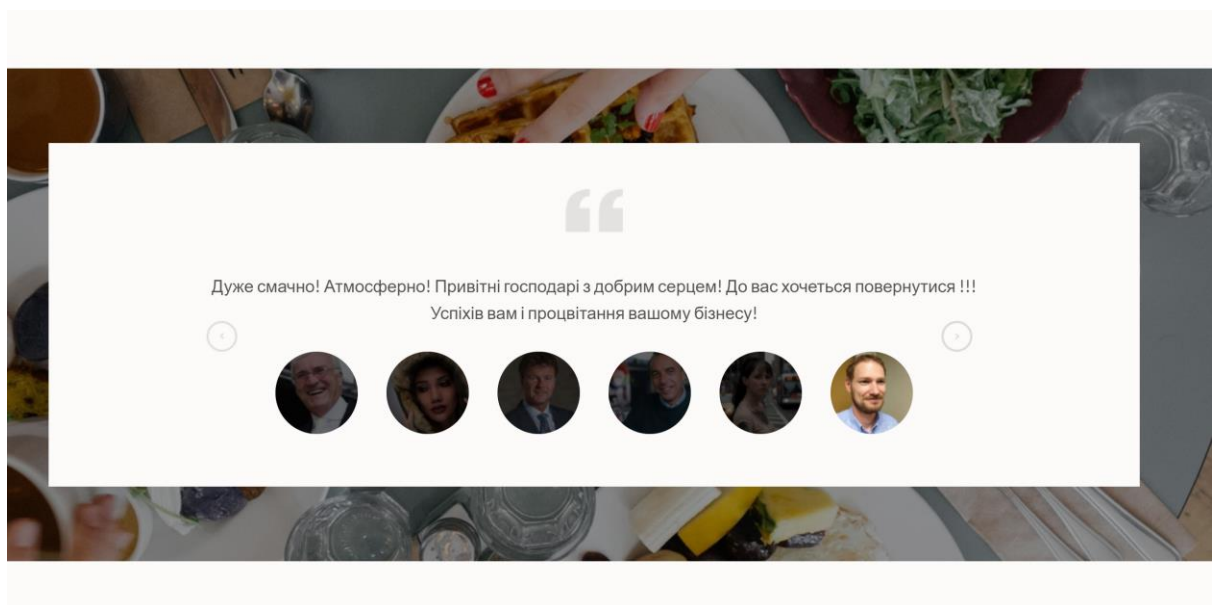 Дуже смачно! Атмосферно! Привітні господарі з добрим серцем! До вас хочеться повернутися !!!
Успіхів вам і процвітання вашому бізнесу!